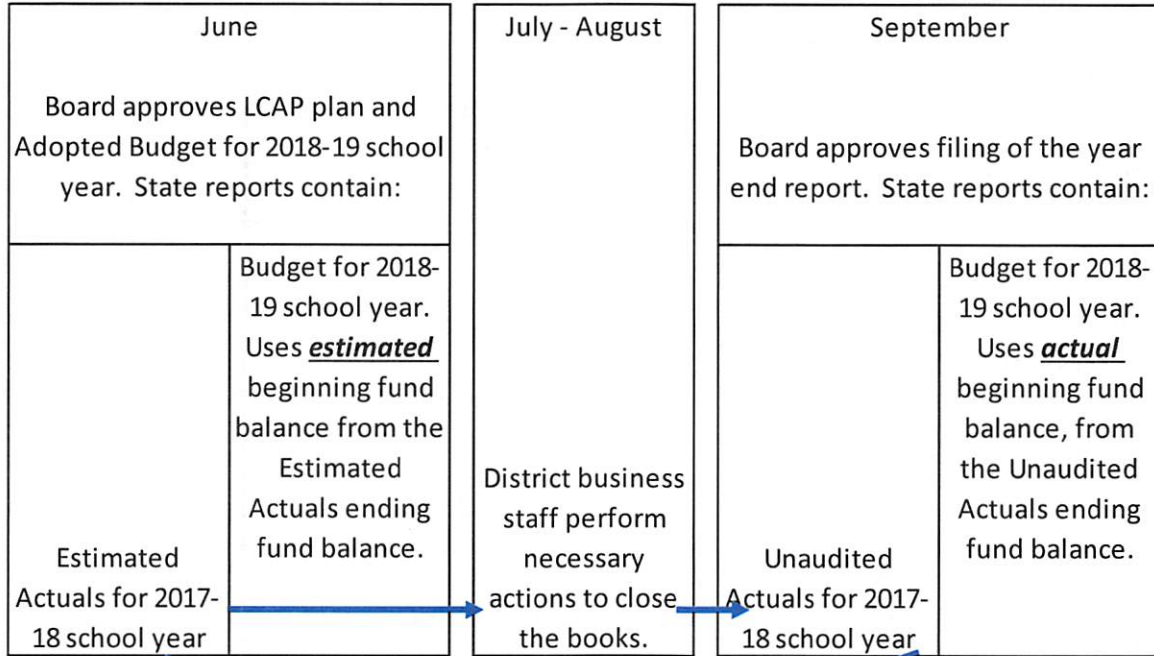 June
Board approves LCAP plan and
Adopted Budget for 2018-19 school
year. State reports contain:
Estimated
Actuals for 2017-
18 school year
Budget for 2018-
19 school year.
Uses estimated
beginning fund
balance from the
Estimated
Actuals ending
fund balance.
July - August
District business
staff perform
necessary
actions to close
the books.
September
Board approves filing of the year
end report. State reports contain:
Unaudited
Actuals for 2017-
18 school year
Budget for 2018-
19 school year.
Uses actual
beginning fund
balance, from
the Unaudited
Actuals ending
fund balance.